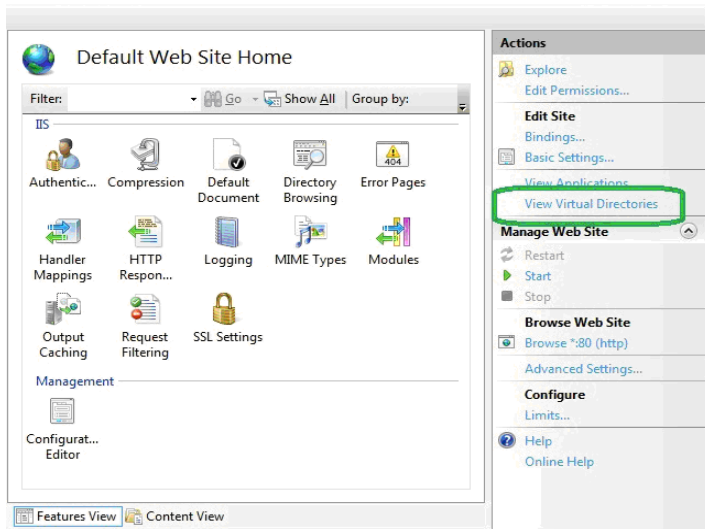 Default Web Site Home
Filter:
Go
Show All
Group by:
IIS
Authentic...
Compression
Default
Document
Directory
Browsing
Error Pages
404
Handler
Mappings
HTTP
Respon...
Logging
MIME Types
Modules
Output
Caching
Request
Filtering
SSL Settings
Management
Configurat...
Editor
Features View
Content View
Actions
Explore
Edit Permissions...
Edit Site
Bindings...
Basic Settings...
View Applications
View Virtual Directories
Manage Web Site
Restart
Start
Stop
Browse Web Site
Browse *:80 (http)
Advanced Settings...
Configure
Limits...
Help
Online Help